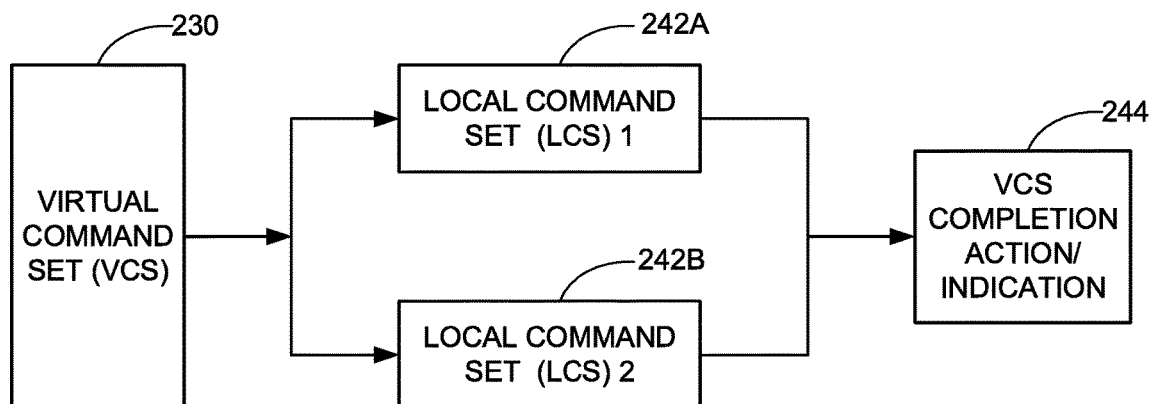 230
VIRTUAL
COMMAND
SET (VCS)
242A
LOCAL COMMAND
SET (LCS) 1
242B
LOCAL COMMAND
SET (LCS) 2
244
VCS
COMPLETION
ACTION/
INDICATION